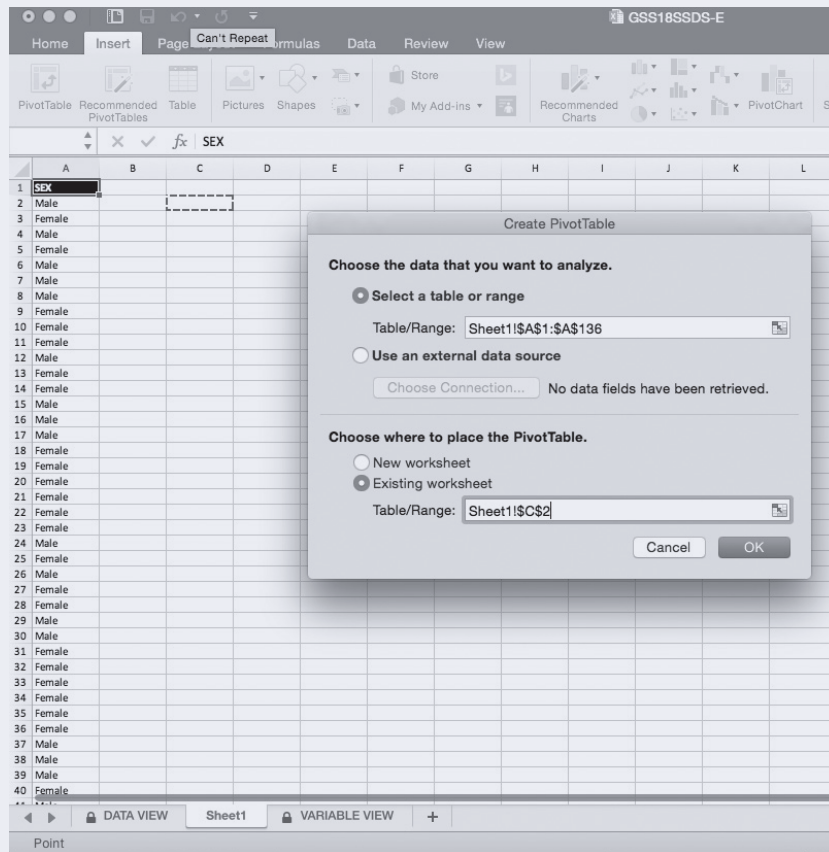 GSS18SSDS-E
Home Insert Page Layout Formulas Data Review View
Can't Repeat
PivotTable Recommended PivotTables Table Pictures Shapes Store My Add-ins Recommended Charts PivotChart
fx SEX
A B C D E F G H I J K L
1 SEX
2 Male
3 Female
4 Male
5 Female
6 Male
7 Male
8 Male
9 Female
10 Female
11 Female
12 Male
13 Female
14 Female
15 Male
16 Male
17 Male
18 Female
19 Female
20 Female
21 Female
22 Female
23 Female
24 Male
25 Female
26 Male
27 Female
28 Female
29 Male
30 Male
31 Female
32 Female
33 Female
34 Female
35 Female
36 Female
37 Male
38 Male
39 Male
40 Female
Create PivotTable
Choose the data that you want to analyze.
Select a table or range
Table/Range: Sheet1!$A$1:$A$136
Use an external data source
Choose Connection... No data fields have been retrieved.
Choose where to place the PivotTable.
New worksheet
Existing worksheet
Table/Range: Sheet1!$C$2
Cancel OK
DATA VIEW Sheet1 VARIABLE VIEW +
Point